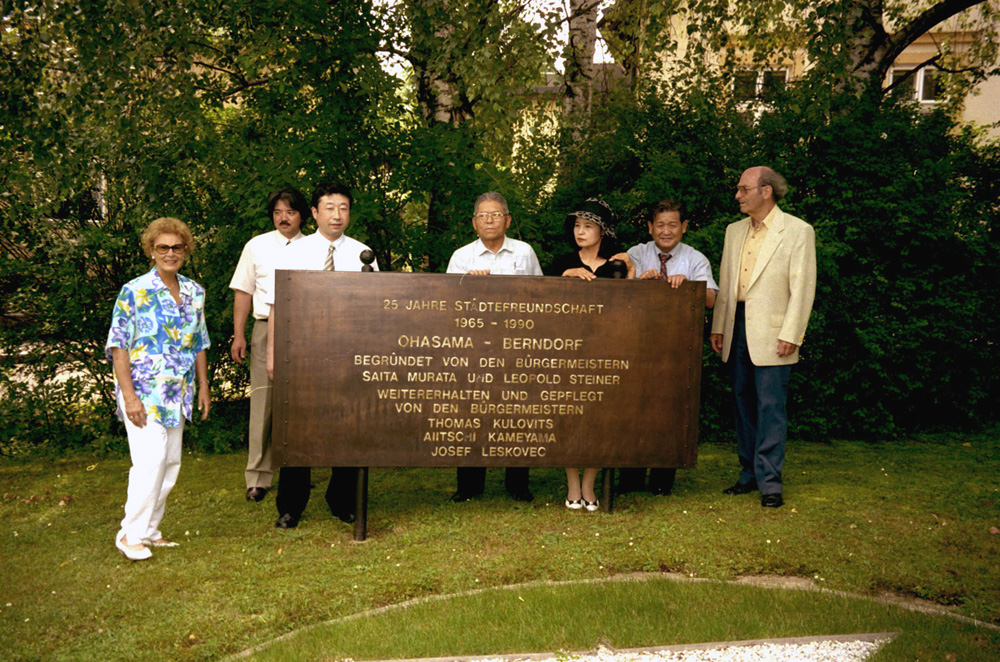 25 JAHRE STÄDTEFREUNDSCHAFT
1965 - 1990
OHASAMA - BERNDORF
BEGRÜNDET VON DEN BÜRGERMEISTERN
SAITA MURATA UND LEOPOLD STEINER
WEITERERHALTEN UND GEPFLEGT
VON DEN BÜRGERMEISTERN
THOMAS KULOVITS
AIITSCHI KAMEYAMA
JOSEF LESKOVEC